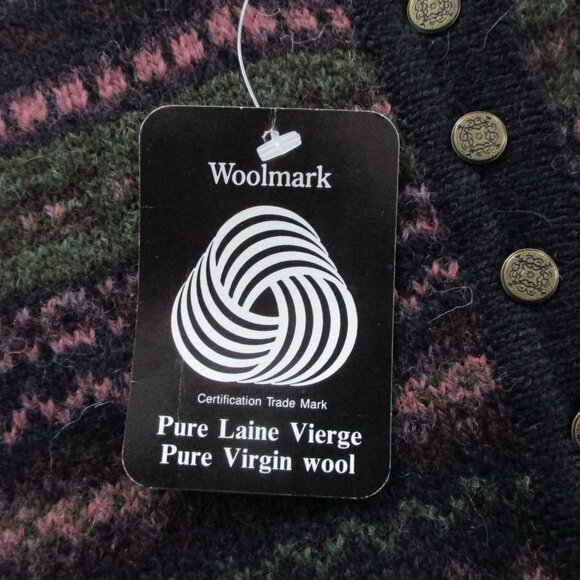 Woolmark
Certification Trade Mark
Pure Laine Vierge
Pure Virgin wool